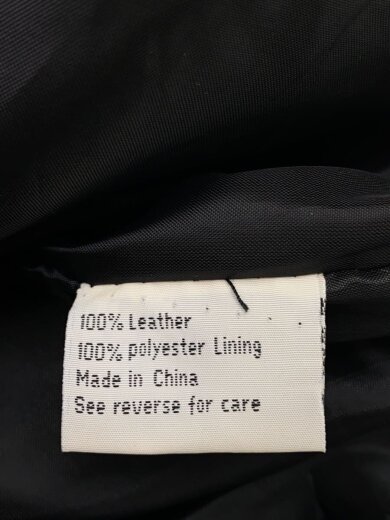 100% Leather
100% polyester Lining
Made in China
See reverse for care